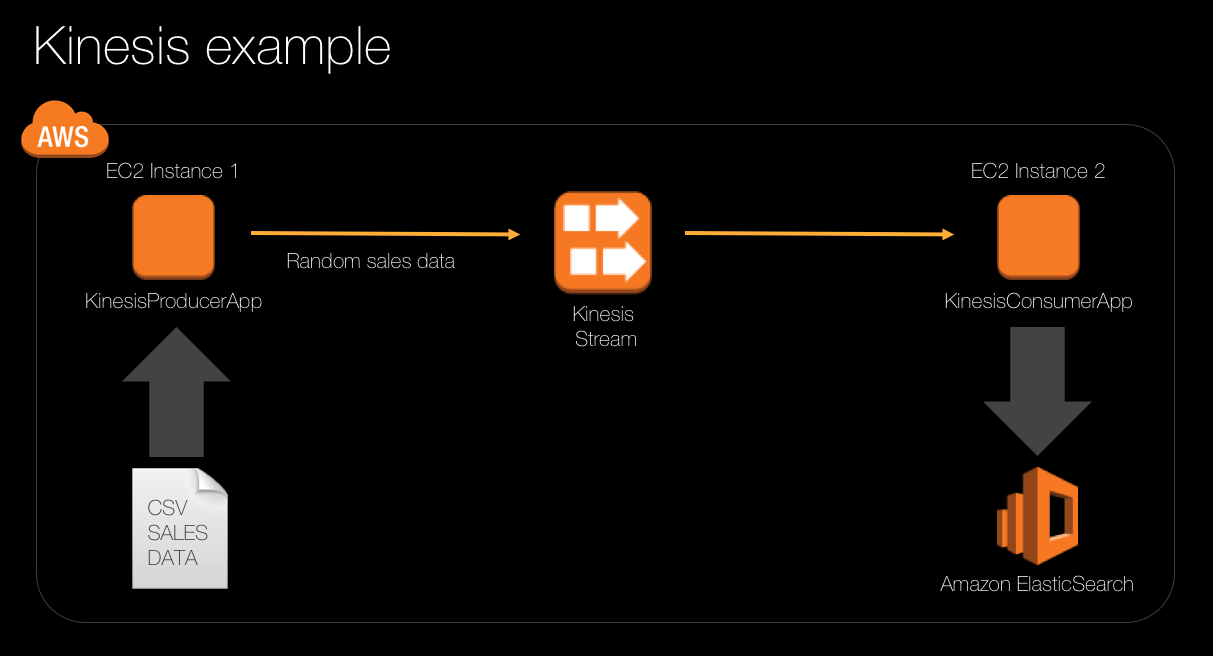 Kinesis example
AWS
EC2 Instance 1
EC2 Instance 2
Random sales data
KinesisProducerApp
KinesisConsumerApp
Kinesis
Stream
CSV
SALES
DATA
Amazon ElasticSearch